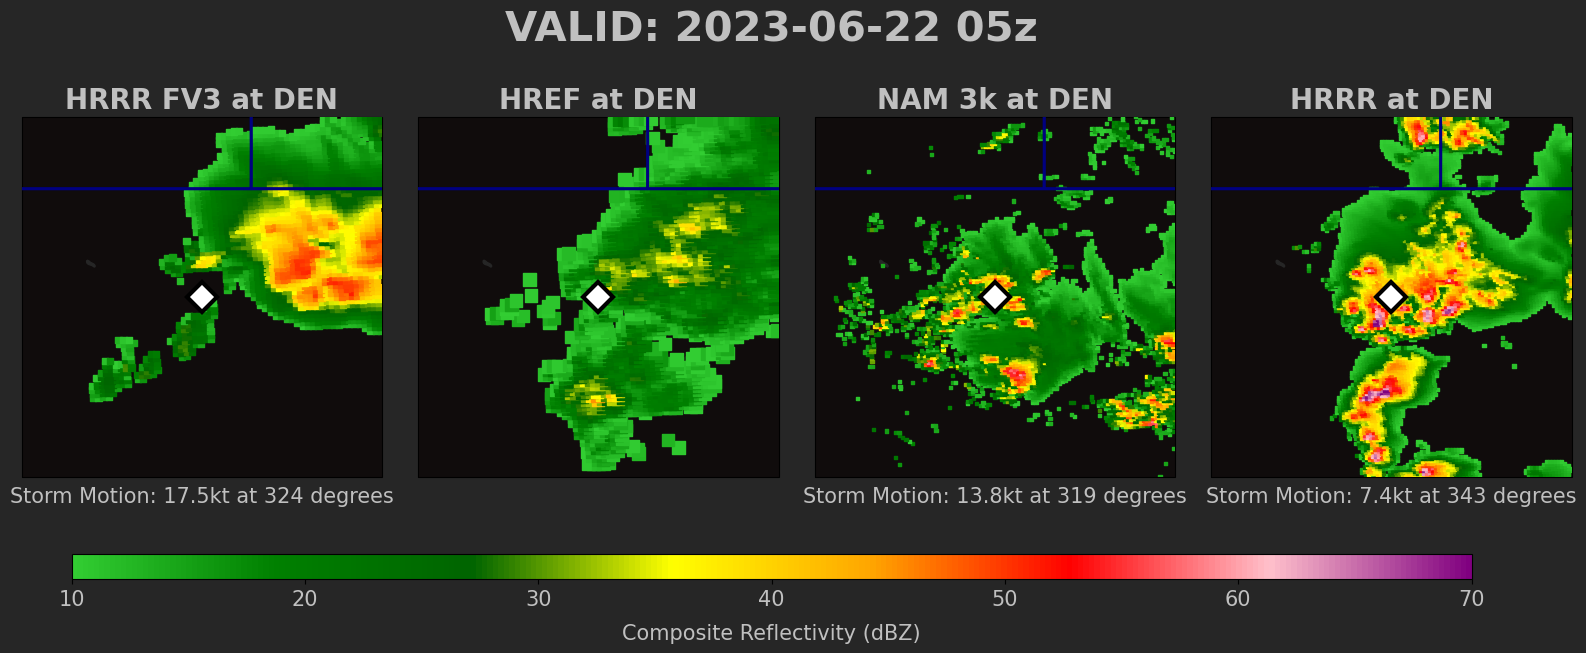 VALID: 2023-06-22 05z
HRRR FV3 at DEN
HREF at DEN
NAM 3k at DEN
HRRR at DEN
Storm Motion: 17.5kt at 324 degrees
Storm Motion: 13.8kt at 319 degrees
Storm Motion: 7.4kt at 343 degrees
10 20 30 40 50 60 70
Composite Reflectivity (dBZ)